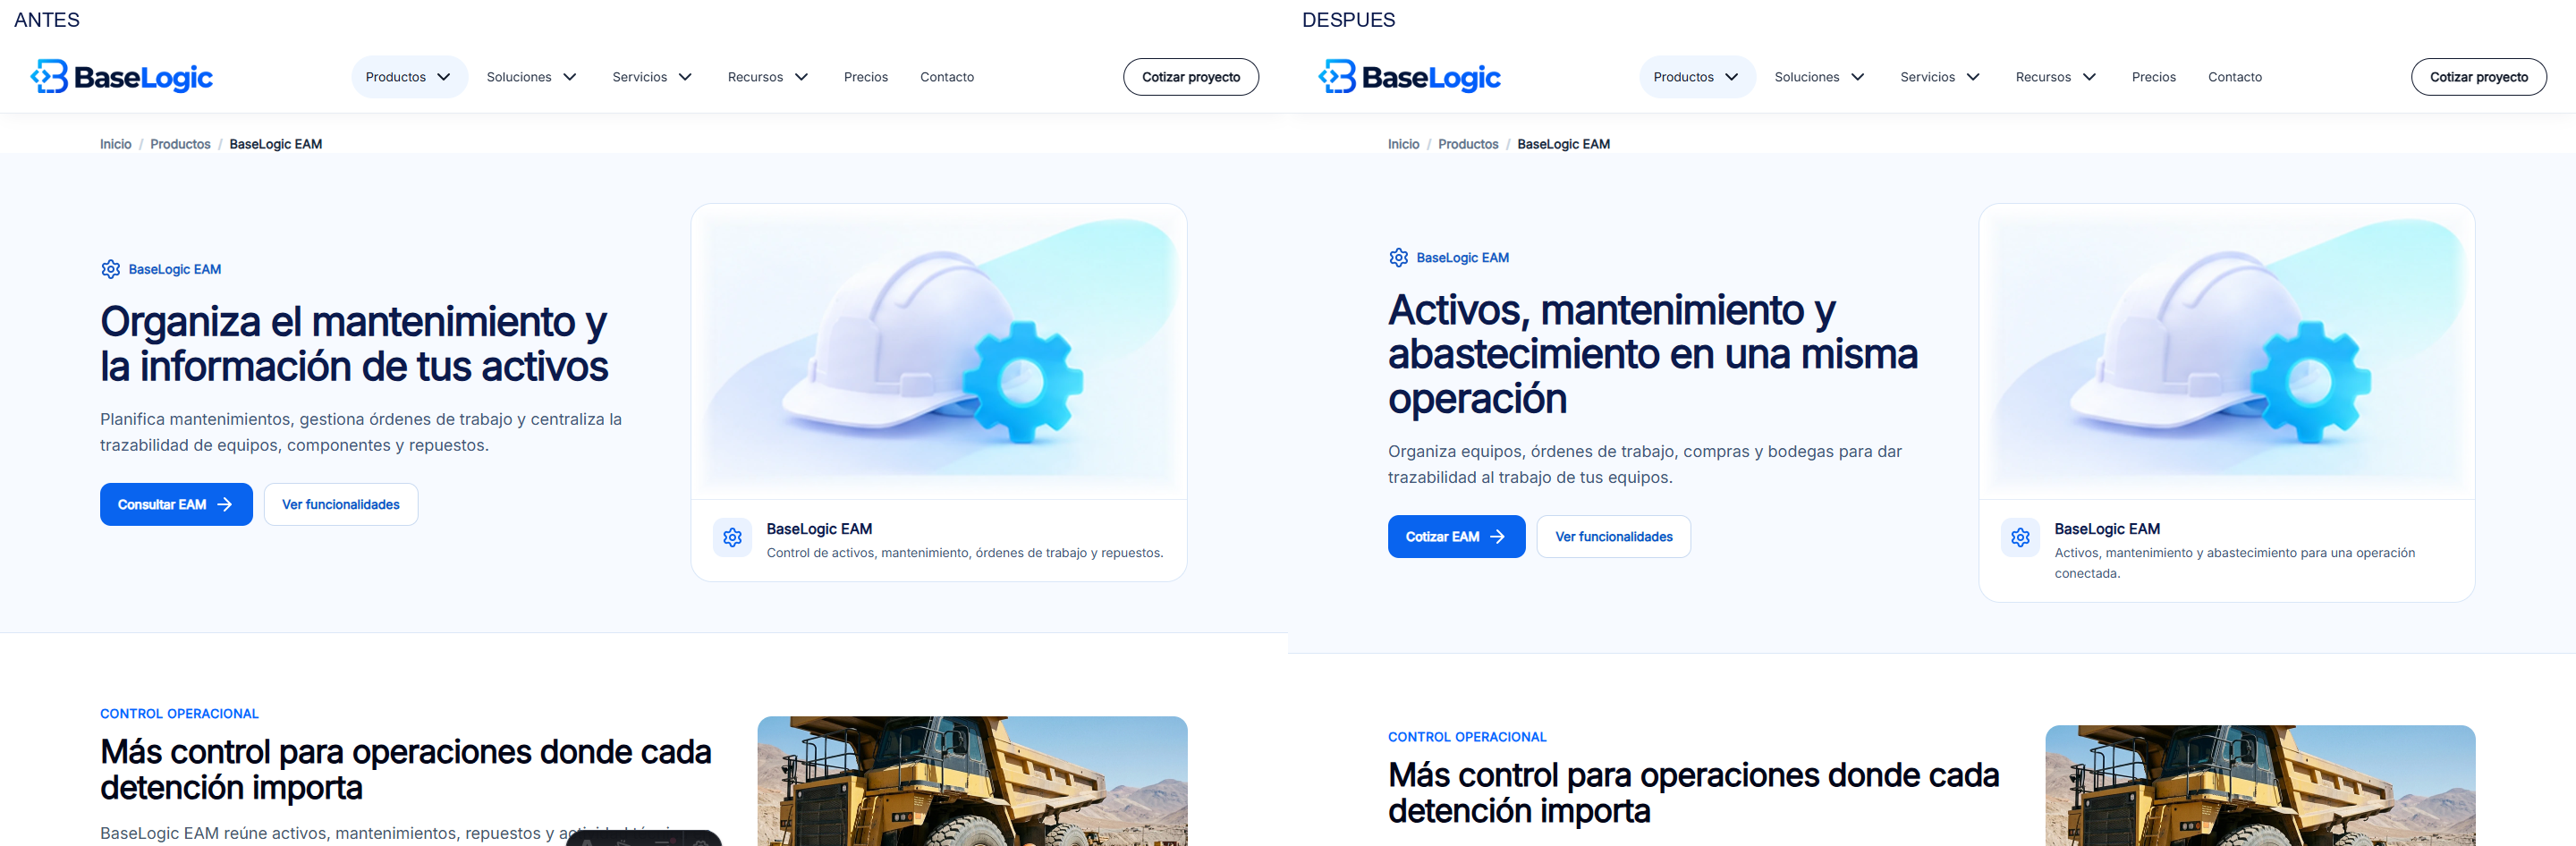 ANTES
BaseLogic
Productos
Soluciones
Servicios
Recursos
Precios
Contacto
Cotizar proyecto
Inicio / Productos / BaseLogic EAM
BaseLogic EAM
Organiza el mantenimiento y
la información de tus activos
Planifica mantenimientos, gestiona órdenes de trabajo y centraliza la
trazabilidad de equipos, componentes y repuestos.
Consultar EAM
Ver funcionalidades
BaseLogic EAM
Control de activos, mantenimiento, órdenes de trabajo y repuestos.
CONTROL OPERACIONAL
Más control para operaciones donde cada
detención importa
BaseLogic EAM reúne activos, mantenimientos, repuestos y
DESPUES
BaseLogic
Productos
Soluciones
Servicios
Recursos
Precios
Contacto
Cotizar proyecto
Inicio / Productos / BaseLogic EAM
BaseLogic EAM
Activos, mantenimiento y
abastecimiento en una misma
operación
Organiza equipos, órdenes de trabajo, compras y bodegas para dar
trazabilidad al trabajo de tus equipos.
Cotizar EAM
Ver funcionalidades
BaseLogic EAM
Activos, mantenimiento y abastecimiento para una operación
conectada.
CONTROL OPERACIONAL
Más control para operaciones donde cada
detención importa